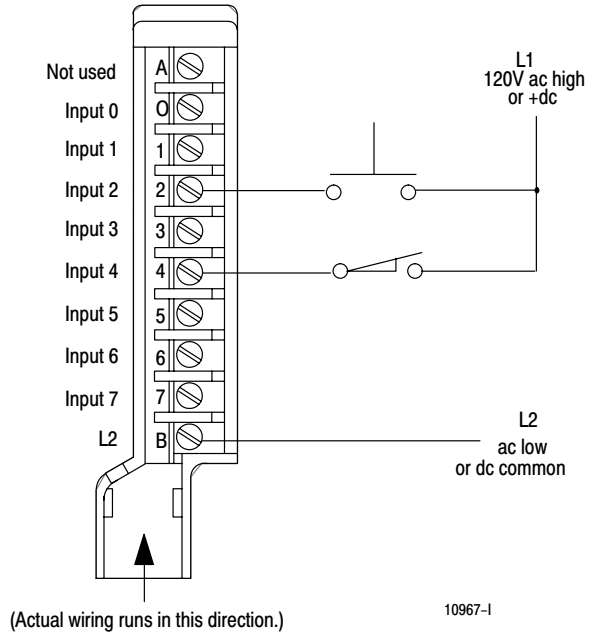 L1
120V ac high
or +dc
Not used A
Input 0 O
Input 1 1
Input 2 2
Input 3 3
Input 4 4
Input 5 5
Input 6 6
Input 7 7
L2 B
L2
ac low
or dc common
(Actual wiring runs in this direction.)
10967–I